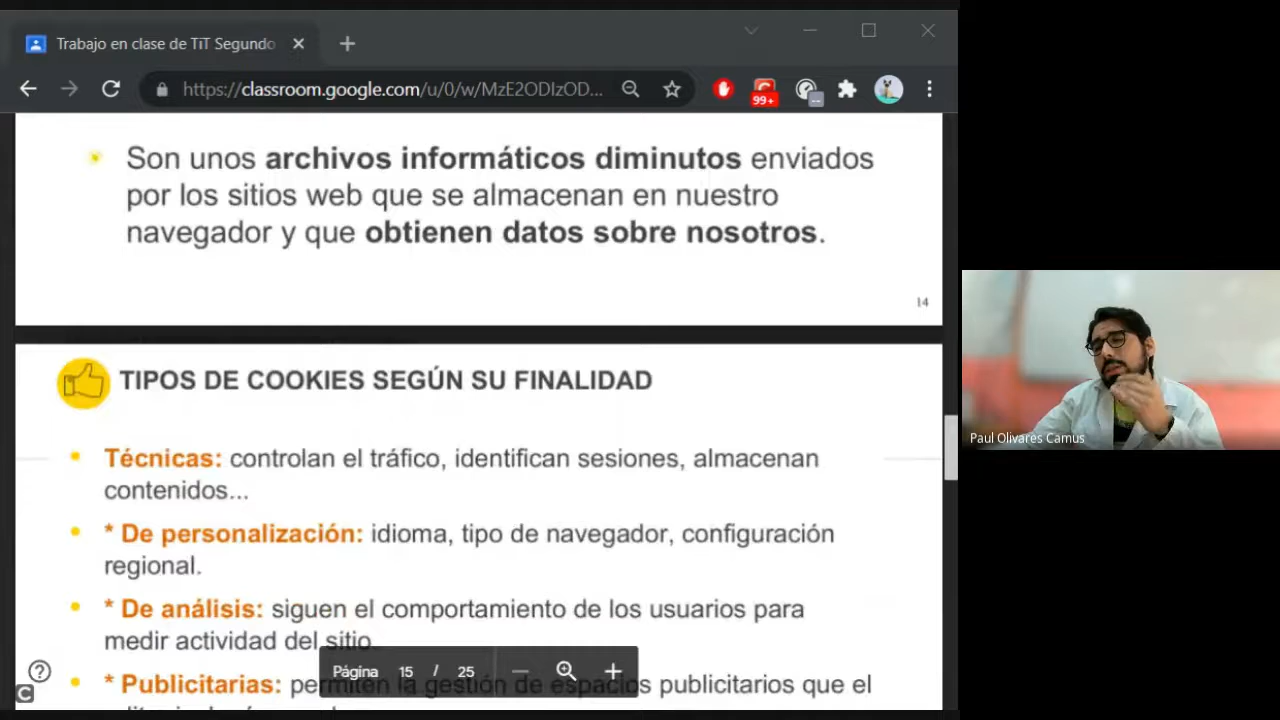 Trabajo en clase de TiT Segundo
https://classroom.google.com/u/0/w/MzE2ODIzOD...
99+
Son unos archivos informáticos diminutos enviados
por los sitios web que se almacenan en nuestro
navegador y que obtienen datos sobre nosotros.
14
TIPOS DE COOKIES SEGÚN SU FINALIDAD
Técnicas: controlan el tráfico, identifican sesiones, almacenan
contenidos...
* De personalización: idioma, tipo de navegador, configuración
regional.
* De análisis: siguen el comportamiento de los usuarios para
medir actividad del sitio.
Página 15 / 25
* Publicitarias: permiten la gestión de espacios publicitarios que el
Paul Olivares Camus